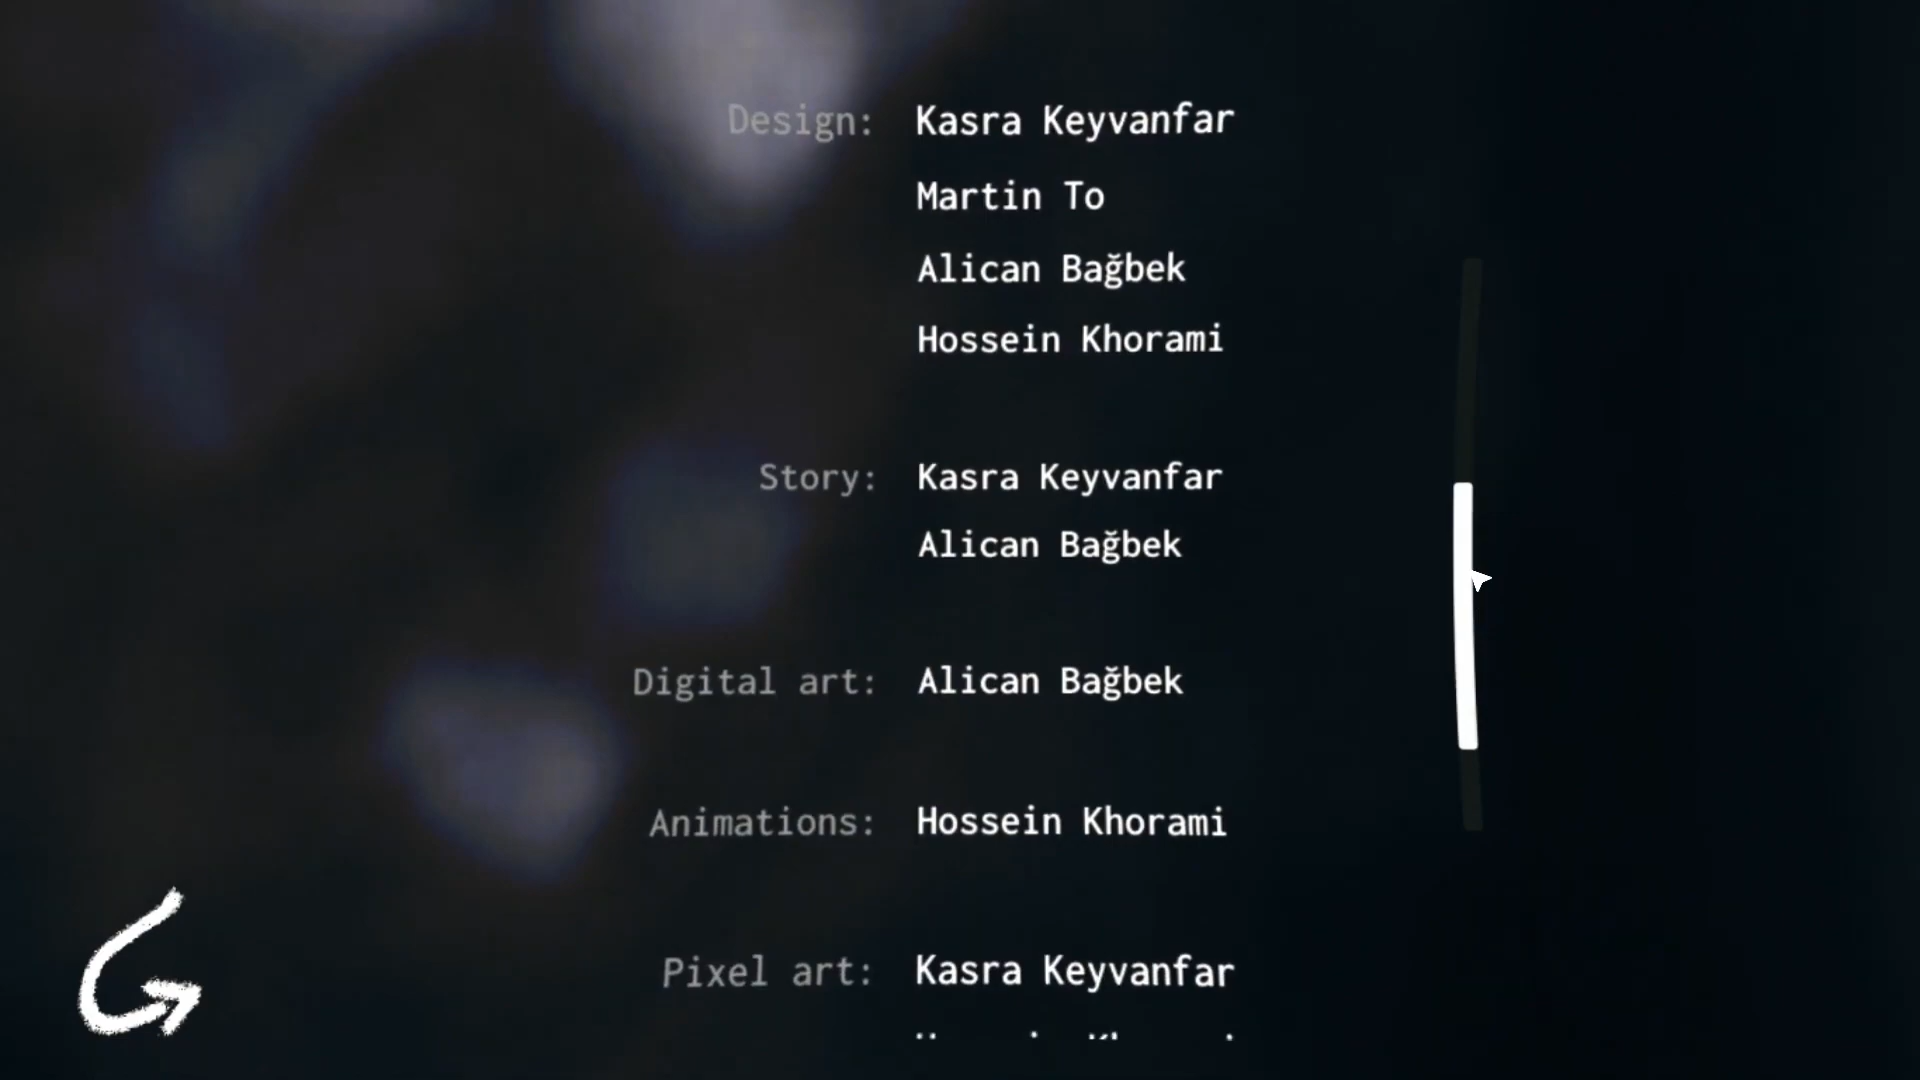 Design: Kasra Keyvanfar
Martin To
Alican Bağbek
Hossein Khorami
Story: Kasra Keyvanfar
Alican Bağbek
Digital art: Alican Bağbek
Animations: Hossein Khorami
Pixel art: Kasra Keyvanfar